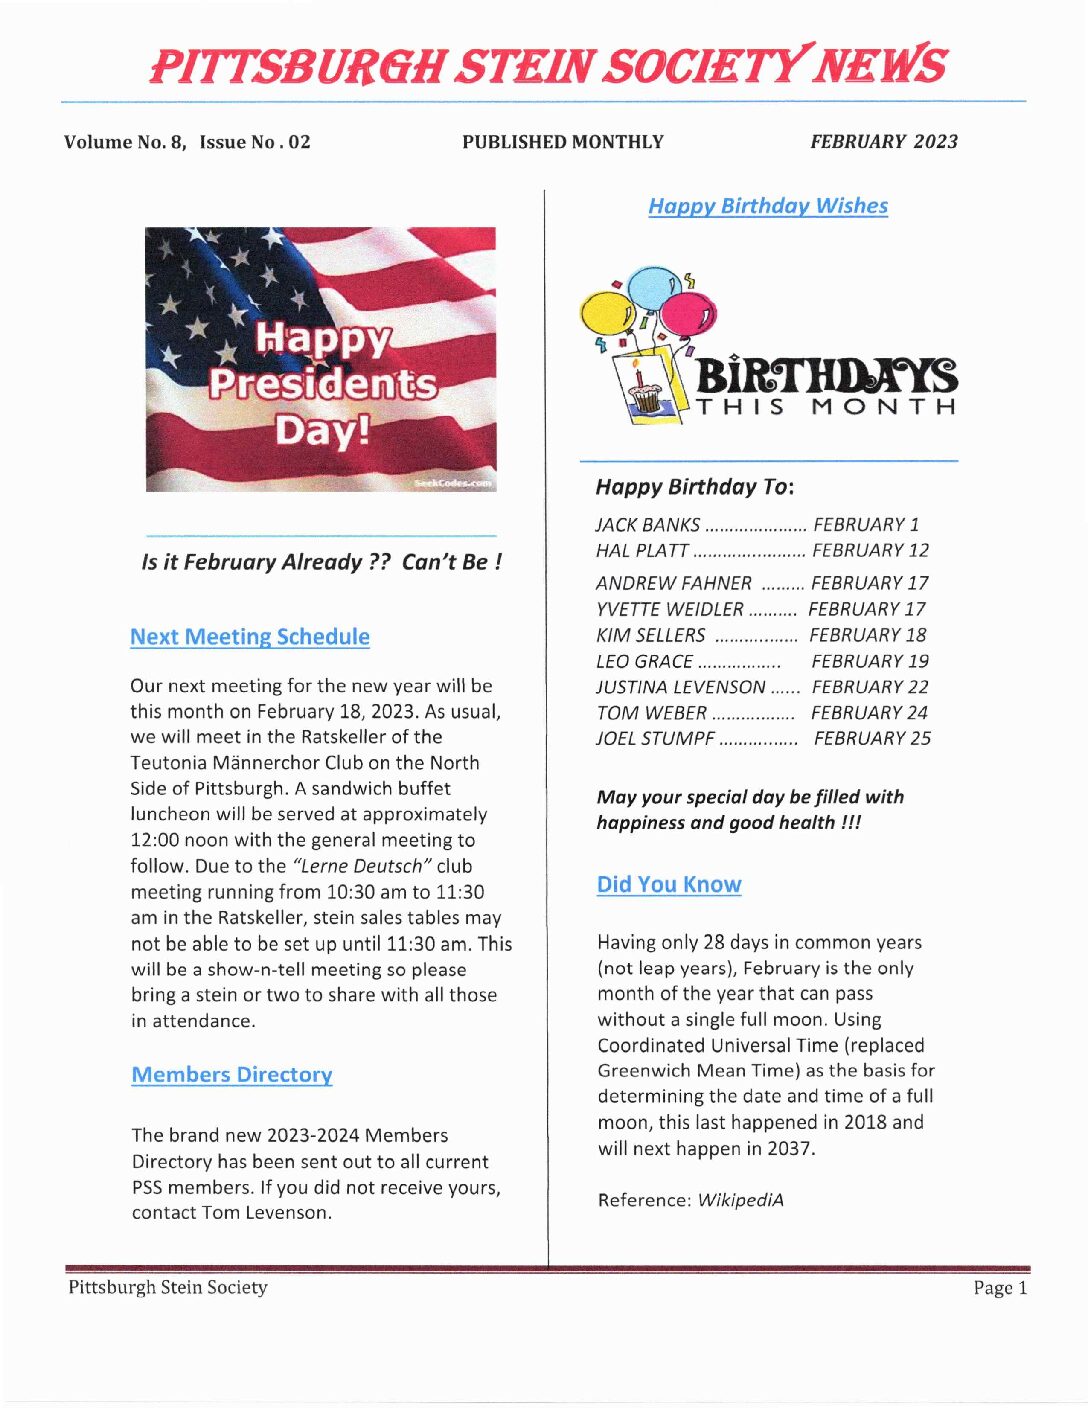 PITTSBURGH STEIN SOCIETY NEWS
Volume No. 8, Issue No . 02 PUBLISHED MONTHLY FEBRUARY 2023
Happy
Presidents
Day!
SeekCodes.com
Is it February Already ?? Can't Be !
Next Meeting Schedule
Our next meeting for the new year will be
this month on February 18, 2023. As usual,
we will meet in the Ratskeller of the
Teutonia Männerchor Club on the North
Side of Pittsburgh. A sandwich buffet
luncheon will be served at approximately
12:00 noon with the general meeting to
follow. Due to the "Lerne Deutsch" club
meeting running from 10:30 am to 11:30
am in the Ratskeller, stein sales tables may
not be able to be set up until 11:30 am. This
will be a show-n-tell meeting so please
bring a stein or two to share with all those
in attendance.
Members Directory
The brand new 2023-2024 Members
Directory has been sent out to all current
PSS members. If you did not receive yours,
contact Tom Levenson.
Happy Birthday Wishes
BIRTHDAYS
THIS MONTH
Happy Birthday To:
JACK BANKS ..................... FEBRUARY 1
HAL PLATT ....................... FEBRUARY 12
ANDREW FAHNER ......... FEBRUARY 17
YVETTE WEIDLER .......... FEBRUARY 17
KIM SELLERS ................. FEBRUARY 18
LEO GRACE ................. FEBRUARY 19
JUSTINA LEVENSON ...... FEBRUARY 22
TOM WEBER ................. FEBRUARY 24
JOEL STUMPF ................ FEBRUARY 25
May your special day be filled with
happiness and good health !!!
Did You Know
Having only 28 days in common years
(not leap years), February is the only
month of the year that can pass
without a single full moon. Using
Coordinated Universal Time (replaced
Greenwich Mean Time) as the basis for
determining the date and time of a full
moon, this last happened in 2018 and
will next happen in 2037.
Reference: WikipediA
Pittsburgh Stein Society Page 1